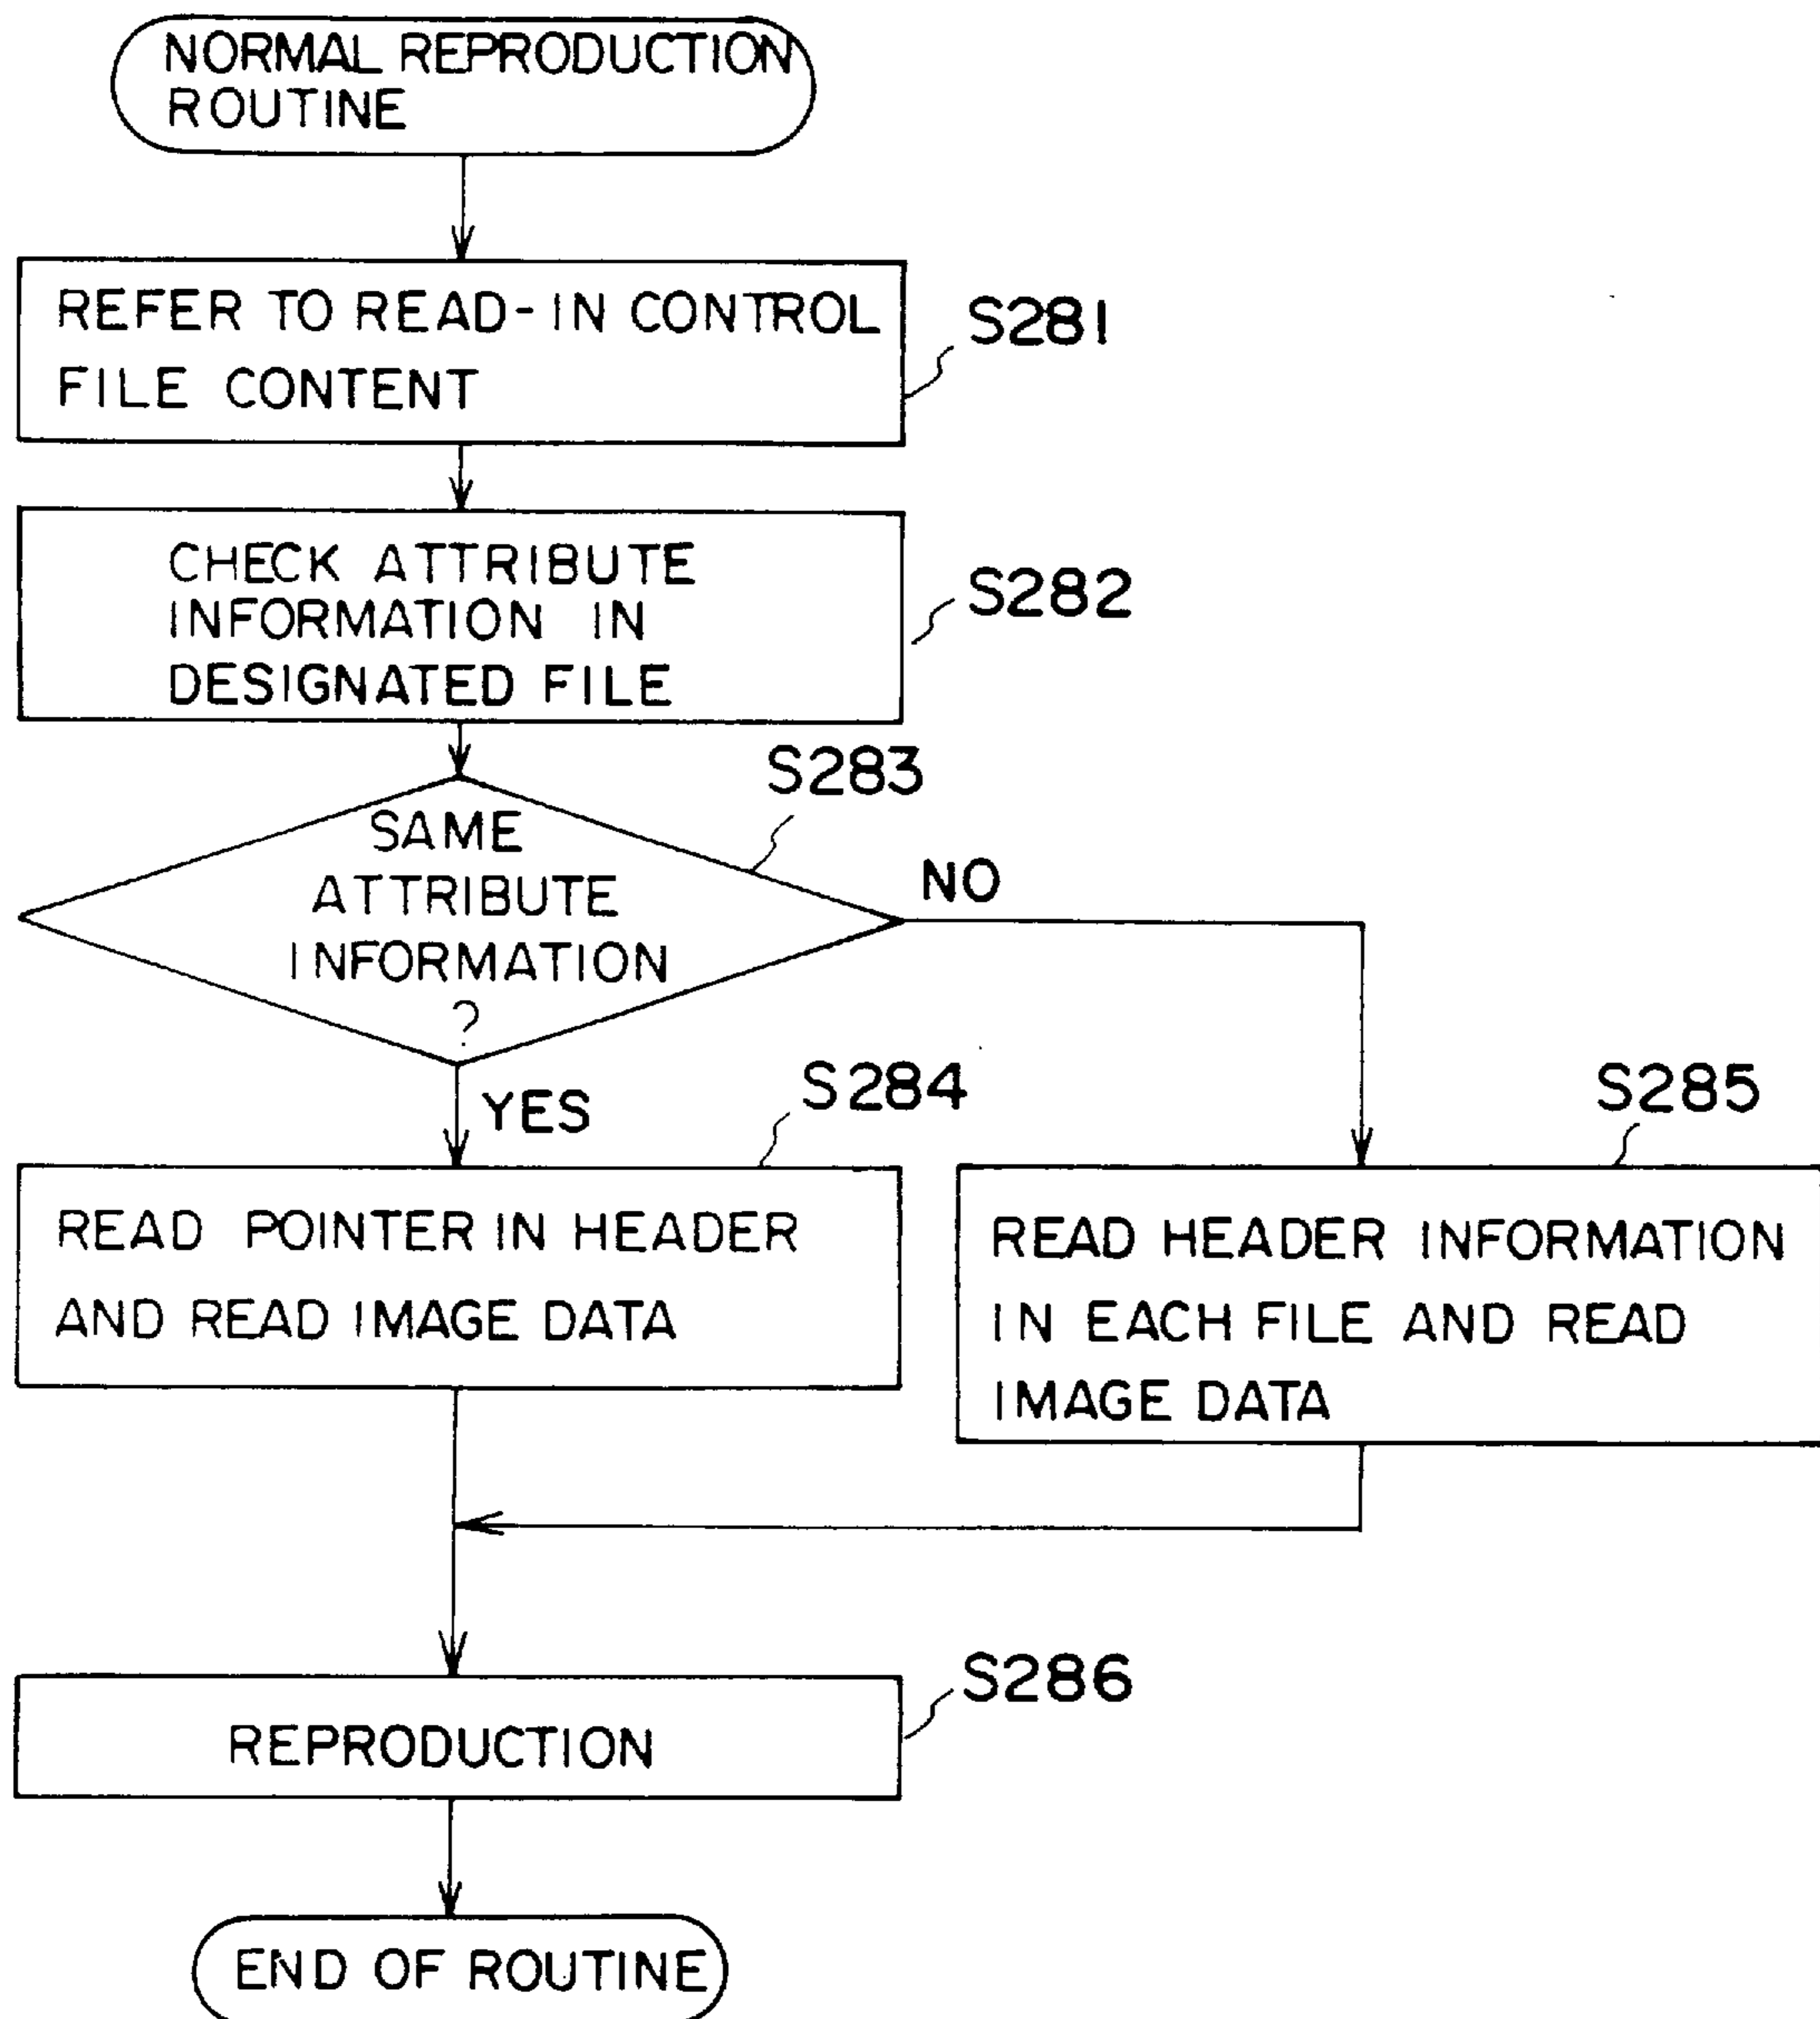 NORMAL REPRODUCTION
ROUTINE
REFER TO READ-IN CONTROL
FILE CONTENT
S281
CHECK ATTRIBUTE
INFORMATION IN
DESIGNATED FILE
S282
S283
SAME
ATTRIBUTE
INFORMATION
?
NO
YES
S284
S285
READ POINTER IN HEADER
AND READ IMAGE DATA
READ HEADER INFORMATION
IN EACH FILE AND READ
IMAGE DATA
S286
REPRODUCTION
END OF ROUTINE